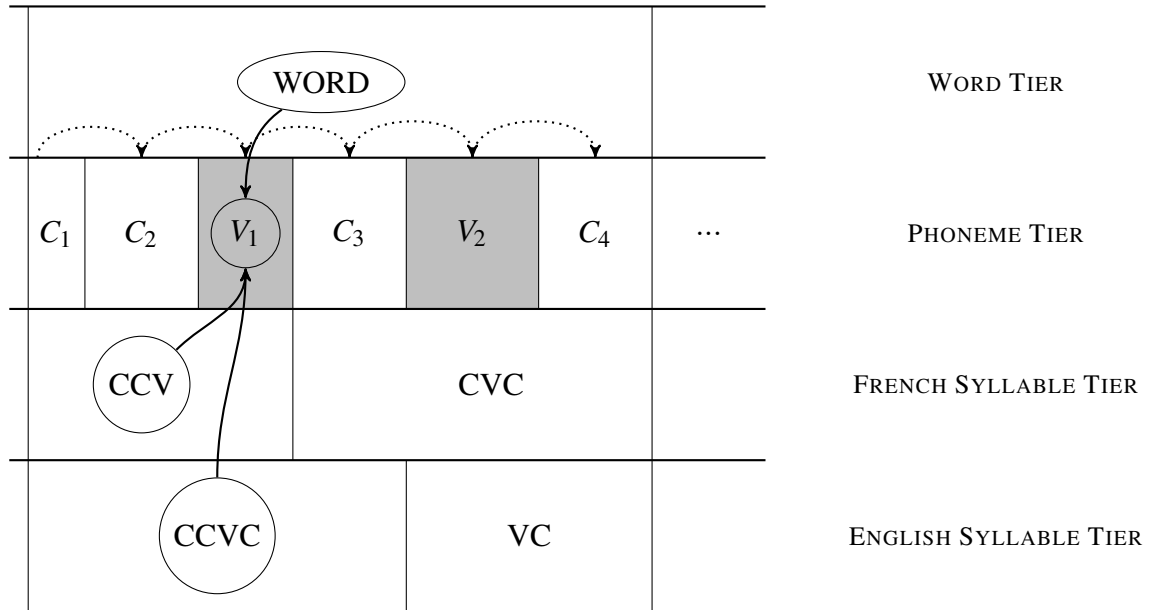 WORD WORD TIER
C1 C2 V1 C3 V2 C4 ... PHONEME TIER
CCV CVC FRENCH SYLLABLE TIER
CCVC VC ENGLISH SYLLABLE TIER